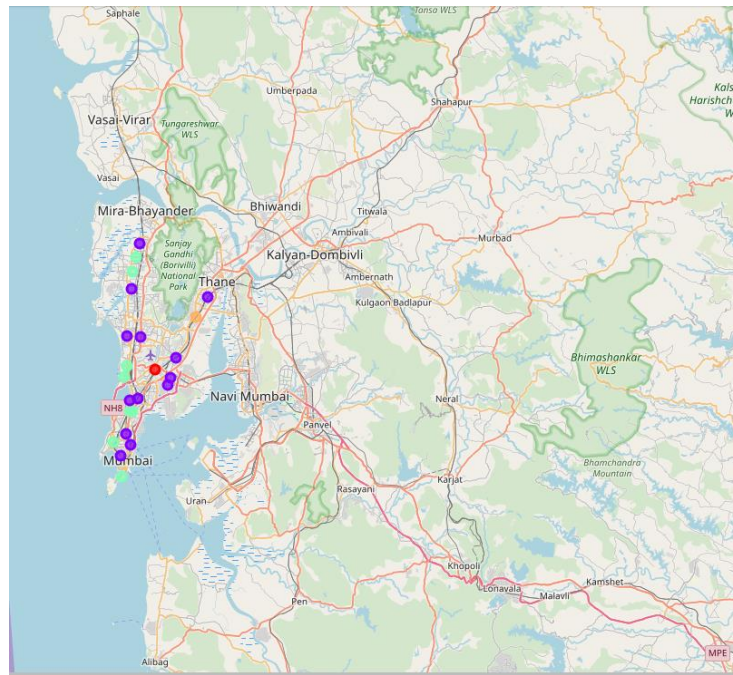 Saphale
Tansa WLS
Umberpada
Shahapur
Kals
Harishch
W
Vasai-Virar
Tungareshwar
WLS
Vasai
Mira-Bhayander
Bhiwandi
Titwala
Ambivali
Murbad
Sanjay
Gandhi
(Borivili)
National
Park
Kalyan-Dombivli
Thane
Ambernath
Kulgaon Badlapur
Bhimashankar
WLS
NH8
Navi Mumbai
Neral
Panvel
Mumbai
Bhamchandra
Mountain
Uran
Rasayani
Karjat
Khopoli
Kamshet
Lonavala
Malavli
Pen
MPE
Alibag